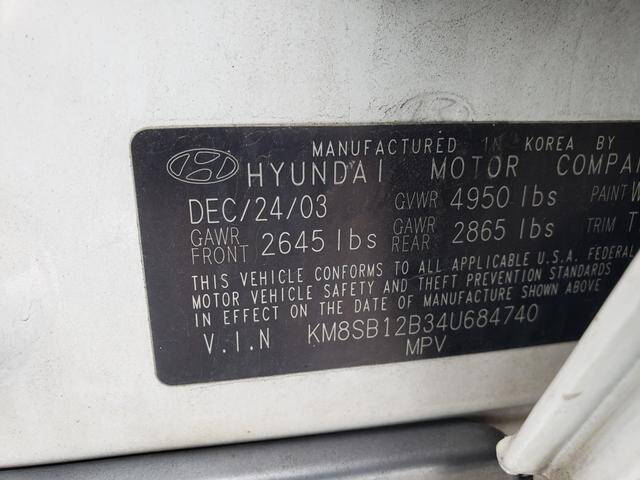 MANUFACTURED IN KOREA BY
HYUNDAI MOTOR COMPA
DEC/24/03 GVWR 4950 lbs PAINT W
GAWR FRONT 2645 lbs GAWR REAR 2865 lbs TRIM T
THIS VEHICLE CONFORMS TO ALL APPLICABLE U.S.A. FEDERAL
MOTOR VEHICLE SAFETY AND THEFT PREVENTION STANDARDS
IN EFFECT ON THE DATE OF MANUFACTURE SHOWN ABOVE
V.I.N KM8SB12B34U684740
MPV